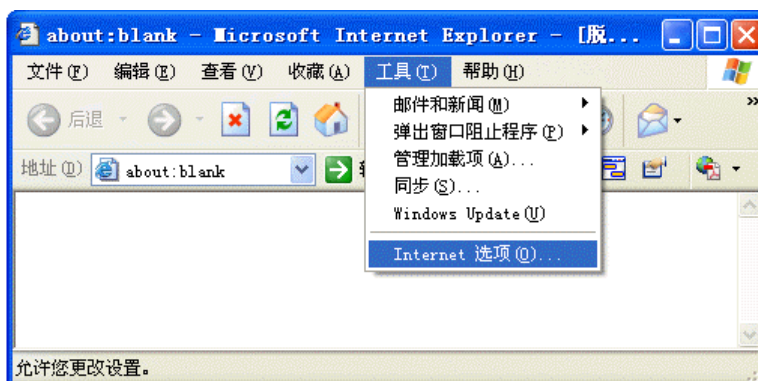 about:blank - Microsoft Internet Explorer - [脱...
文件(F) 编辑(E) 查看(V) 收藏(A) 工具(T) 帮助(H)
后退
地址(D) about:blank
邮件和新闻(M)
弹出窗口阻止程序(P)
管理加载项(A)...
同步(S)...
Windows Update(U)
Internet 选项(O)...
允许您更改设置。